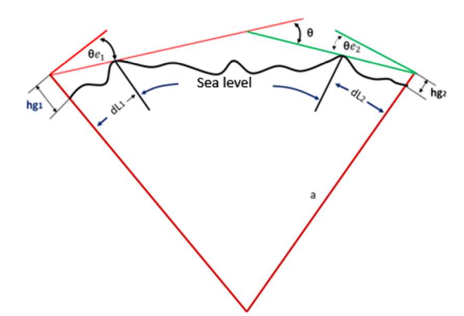 θe1
θ
θe2
hg1
dL1
Sea level
dL2
hg2
a